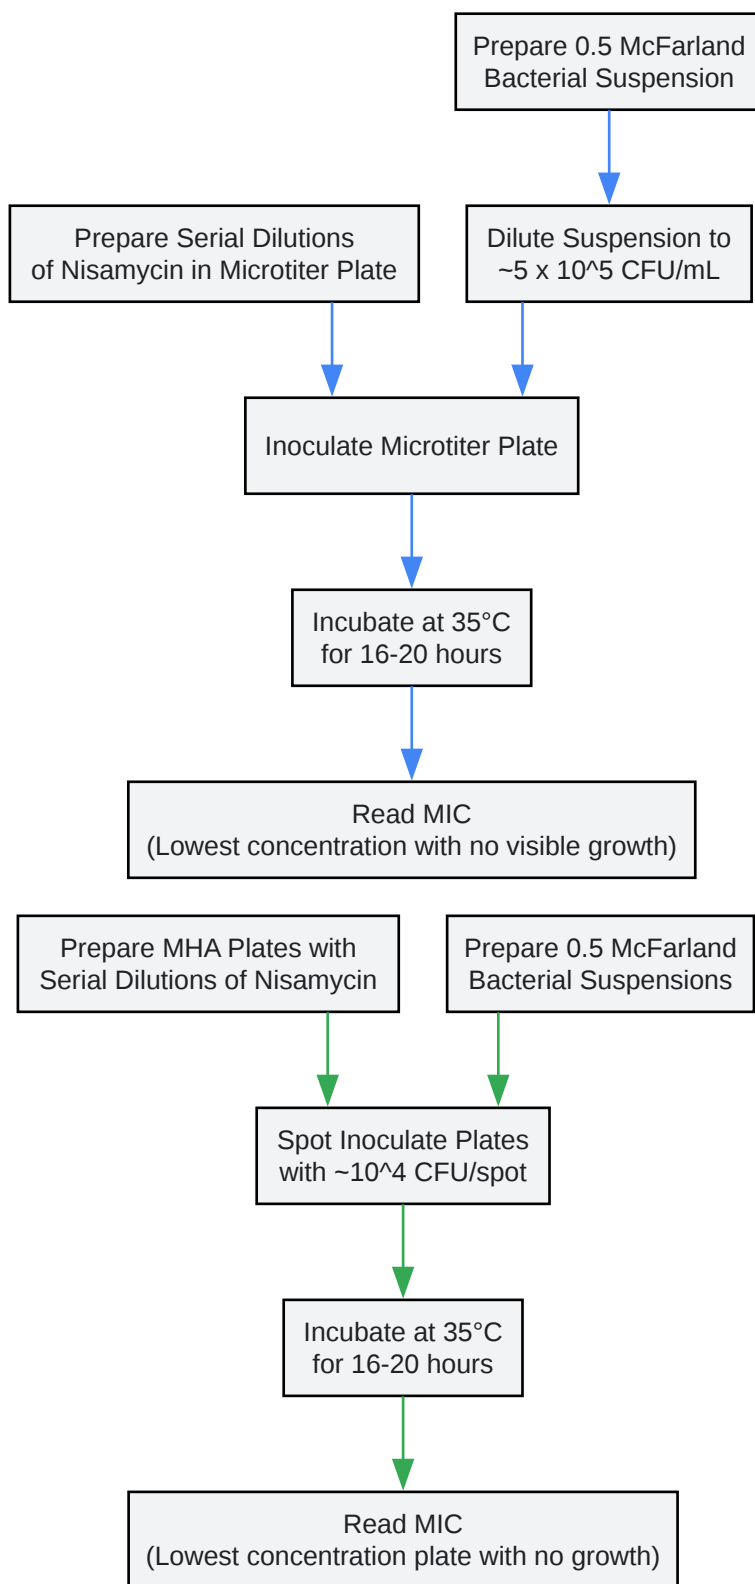 Prepare 0.5 McFarland
Bacterial Suspension
Prepare Serial Dilutions
of Nisamycin in Microtiter Plate
Dilute Suspension to
~5 x 10^5 CFU/mL
Inoculate Microtiter Plate
Incubate at 35°C
for 16-20 hours
Read MIC
(Lowest concentration with no visible growth)
Prepare MHA Plates with
Serial Dilutions of Nisamycin
Prepare 0.5 McFarland
Bacterial Suspensions
Spot Inoculate Plates
with ~10^4 CFU/spot
Incubate at 35°C
for 16-20 hours
Read MIC
(Lowest concentration plate with no growth)